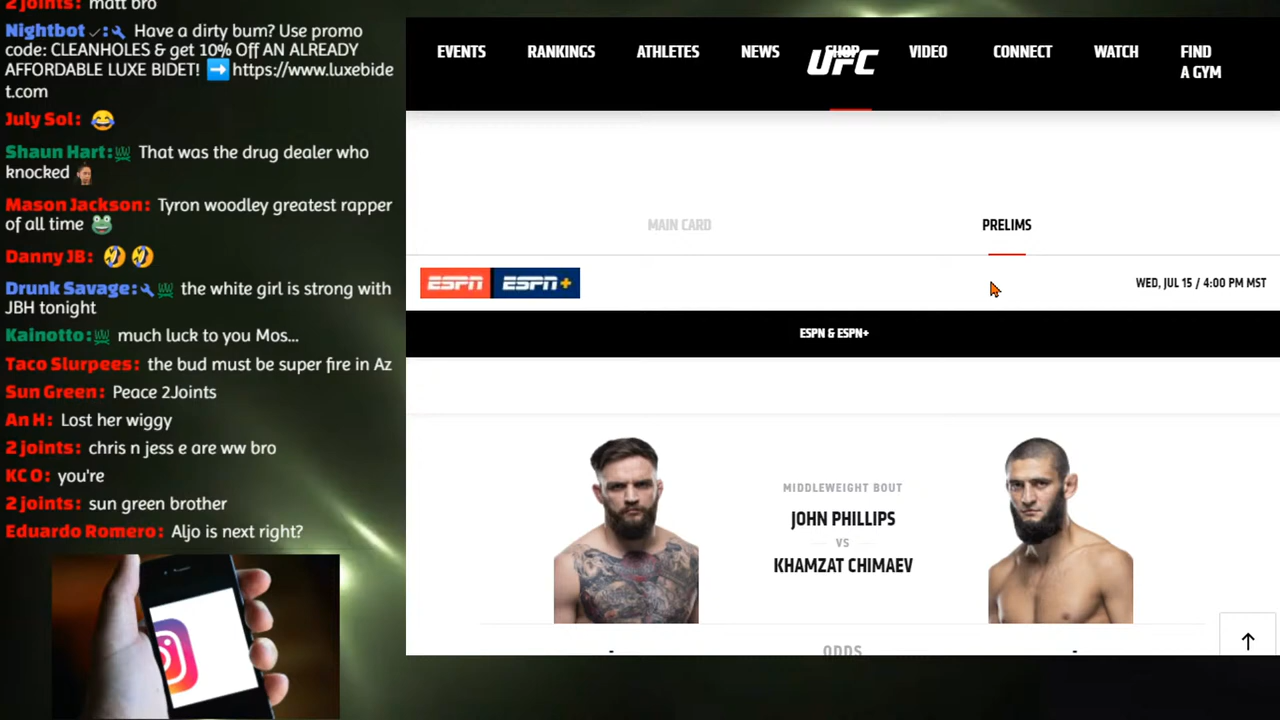 2 joints: matt bro
Nightbot: Have a dirty bum? Use promo
code: CLEANHOLES & get 10% Off AN ALREADY
AFFORDABLE LUXE BIDET! ➡️ https://www.luxebide
t.com
July Sol: 😂
Shaun Hart: That was the drug dealer who
knocked
Mason Jackson: Tyron woodley greatest rapper
of all time 🐸
Danny JB: 🤣 🤣
Drunk Savage: the white girl is strong with
JBH tonight
Kainotto: much luck to you Mos...
Taco Slurpees: the bud must be super fire in Az
Sun Green: Peace 2Joints
An H: Lost her wiggy
2 joints: chris n jess e are ww bro
KC O: you're
2 joints: sun green brother
Eduardo Romero: Aljo is next right?
EVENTS RANKINGS ATHLETES NEWS SHOP UFC VIDEO CONNECT WATCH FIND
A GYM
MAIN CARD PRELIMS
ESPN ESPN+ WED, JUL 15 / 4:00 PM MST
ESPN & ESPN+
MIDDLEWEIGHT BOUT
JOHN PHILLIPS
VS
KHAMZAT CHIMAEV
- ODDS -